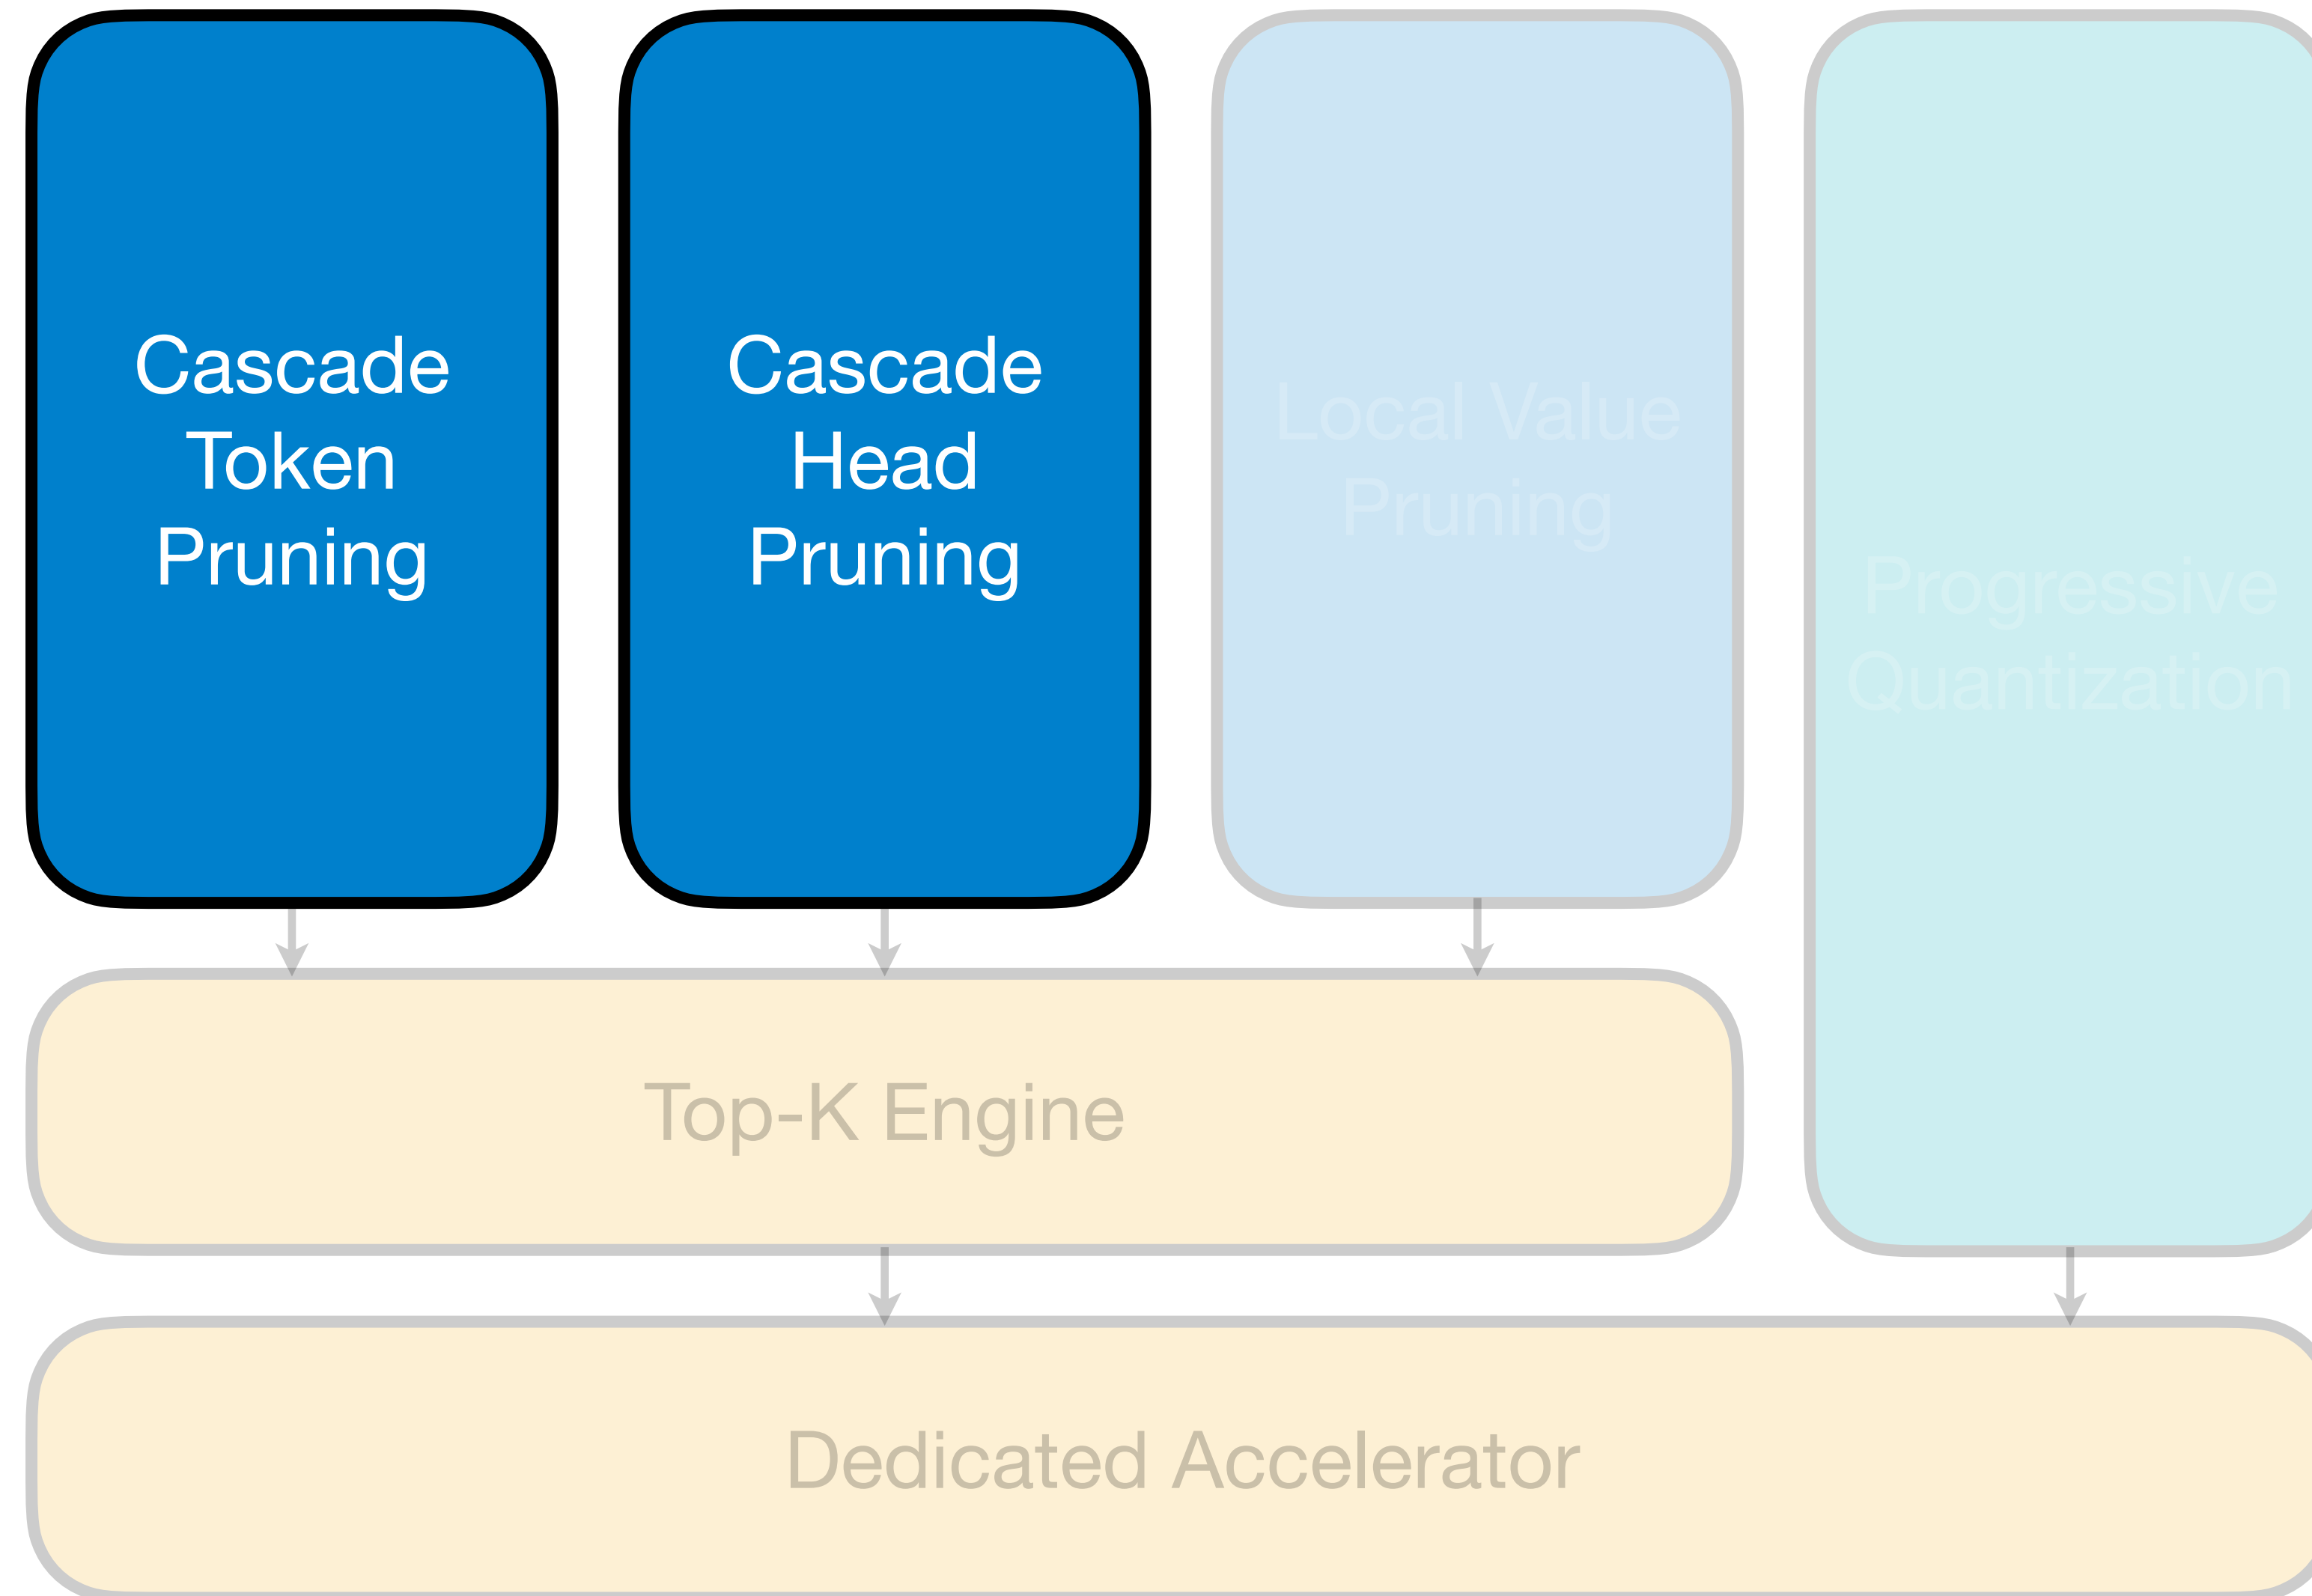 Cascade
Token
Pruning
Cascade
Head
Pruning
Local Value
Pruning
Progressive
Quantization
Top-K Engine
Dedicated Accelerator